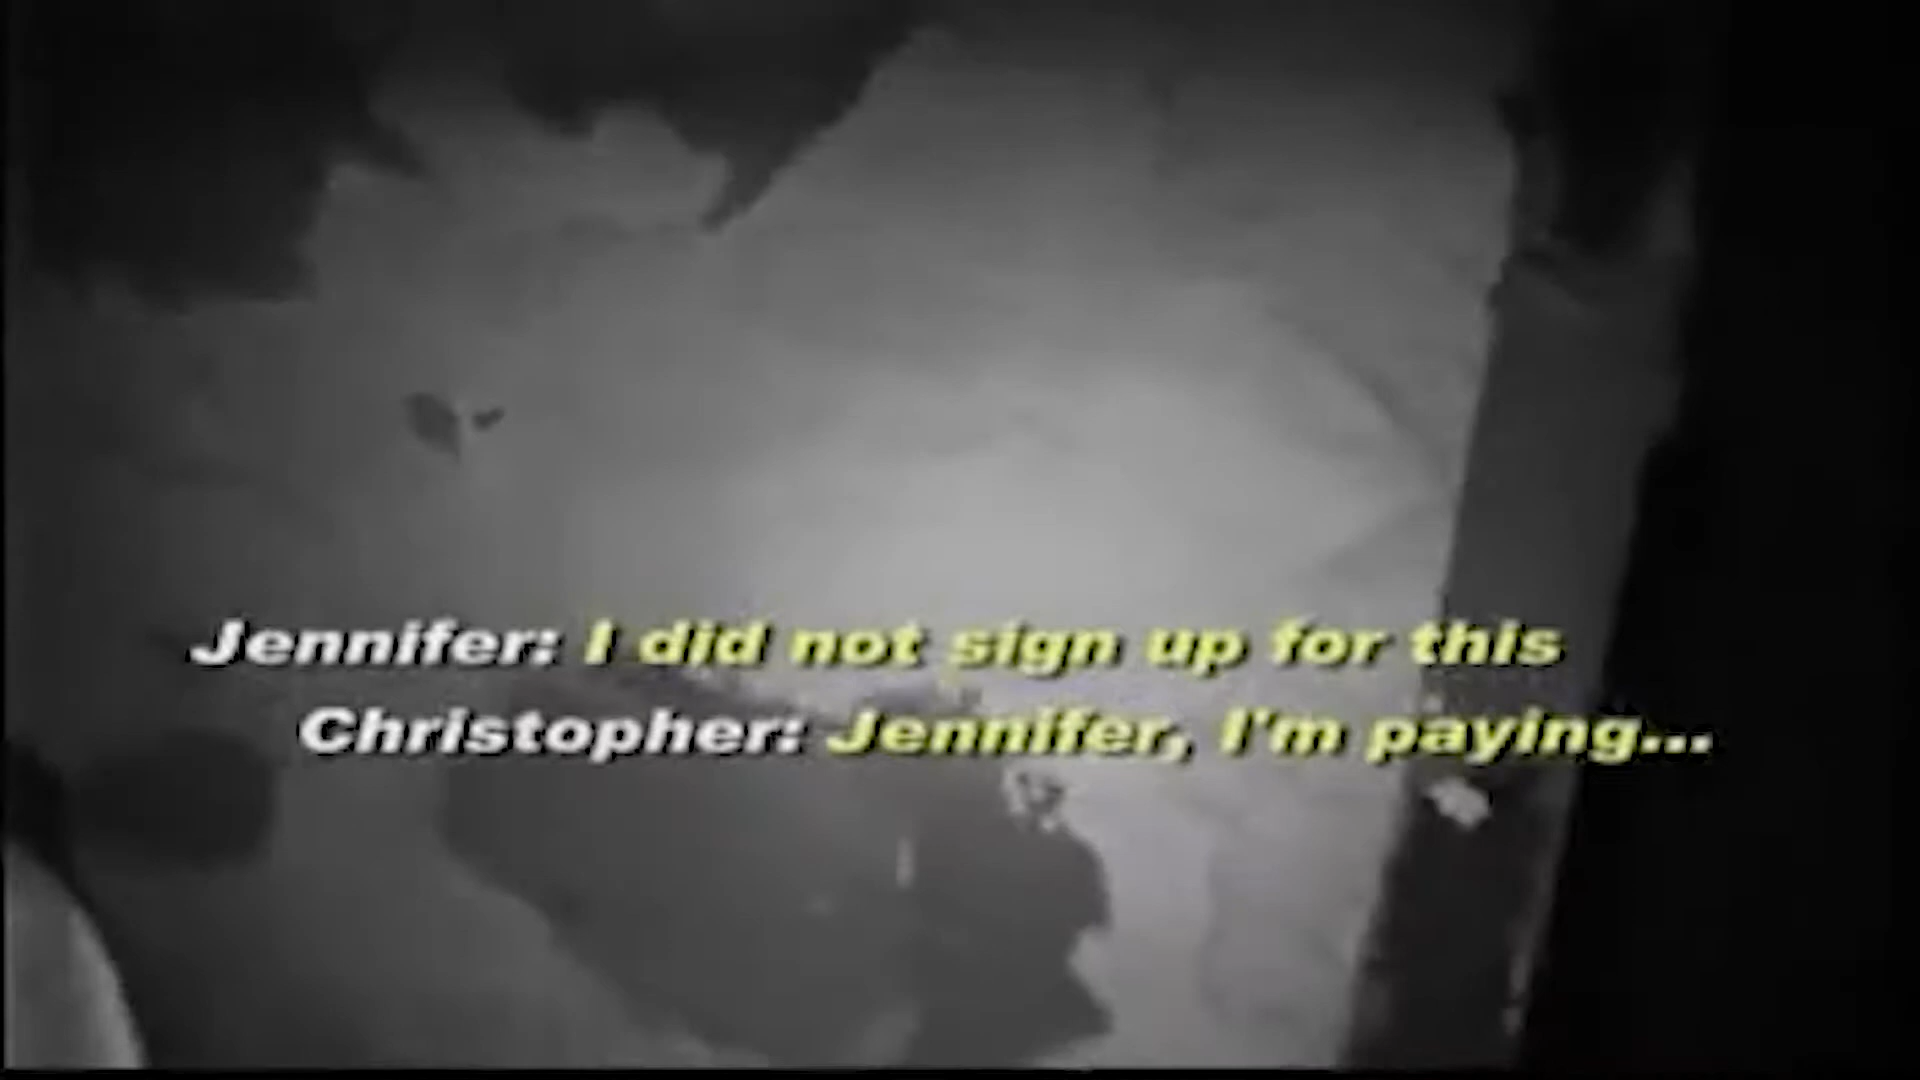 Jennifer: I did not sign up for this
Christopher: Jennifer, I'm paying...